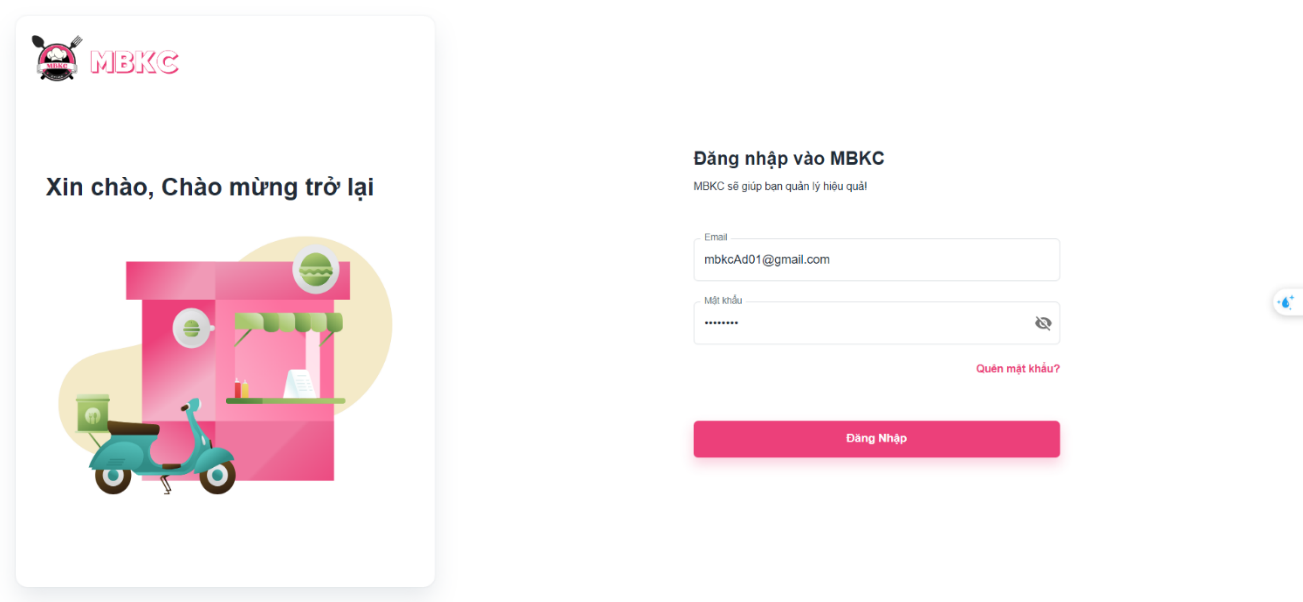 MBKC
MBKC
Xin chào, Chào mừng trở lại
Đăng nhập vào MBKC
MBKC sẽ giúp bạn quản lý hiệu quả!
Email
mbkcAd01@gmail.com
Mật khẩu
••••••••
Quên mật khẩu?
Đăng Nhập